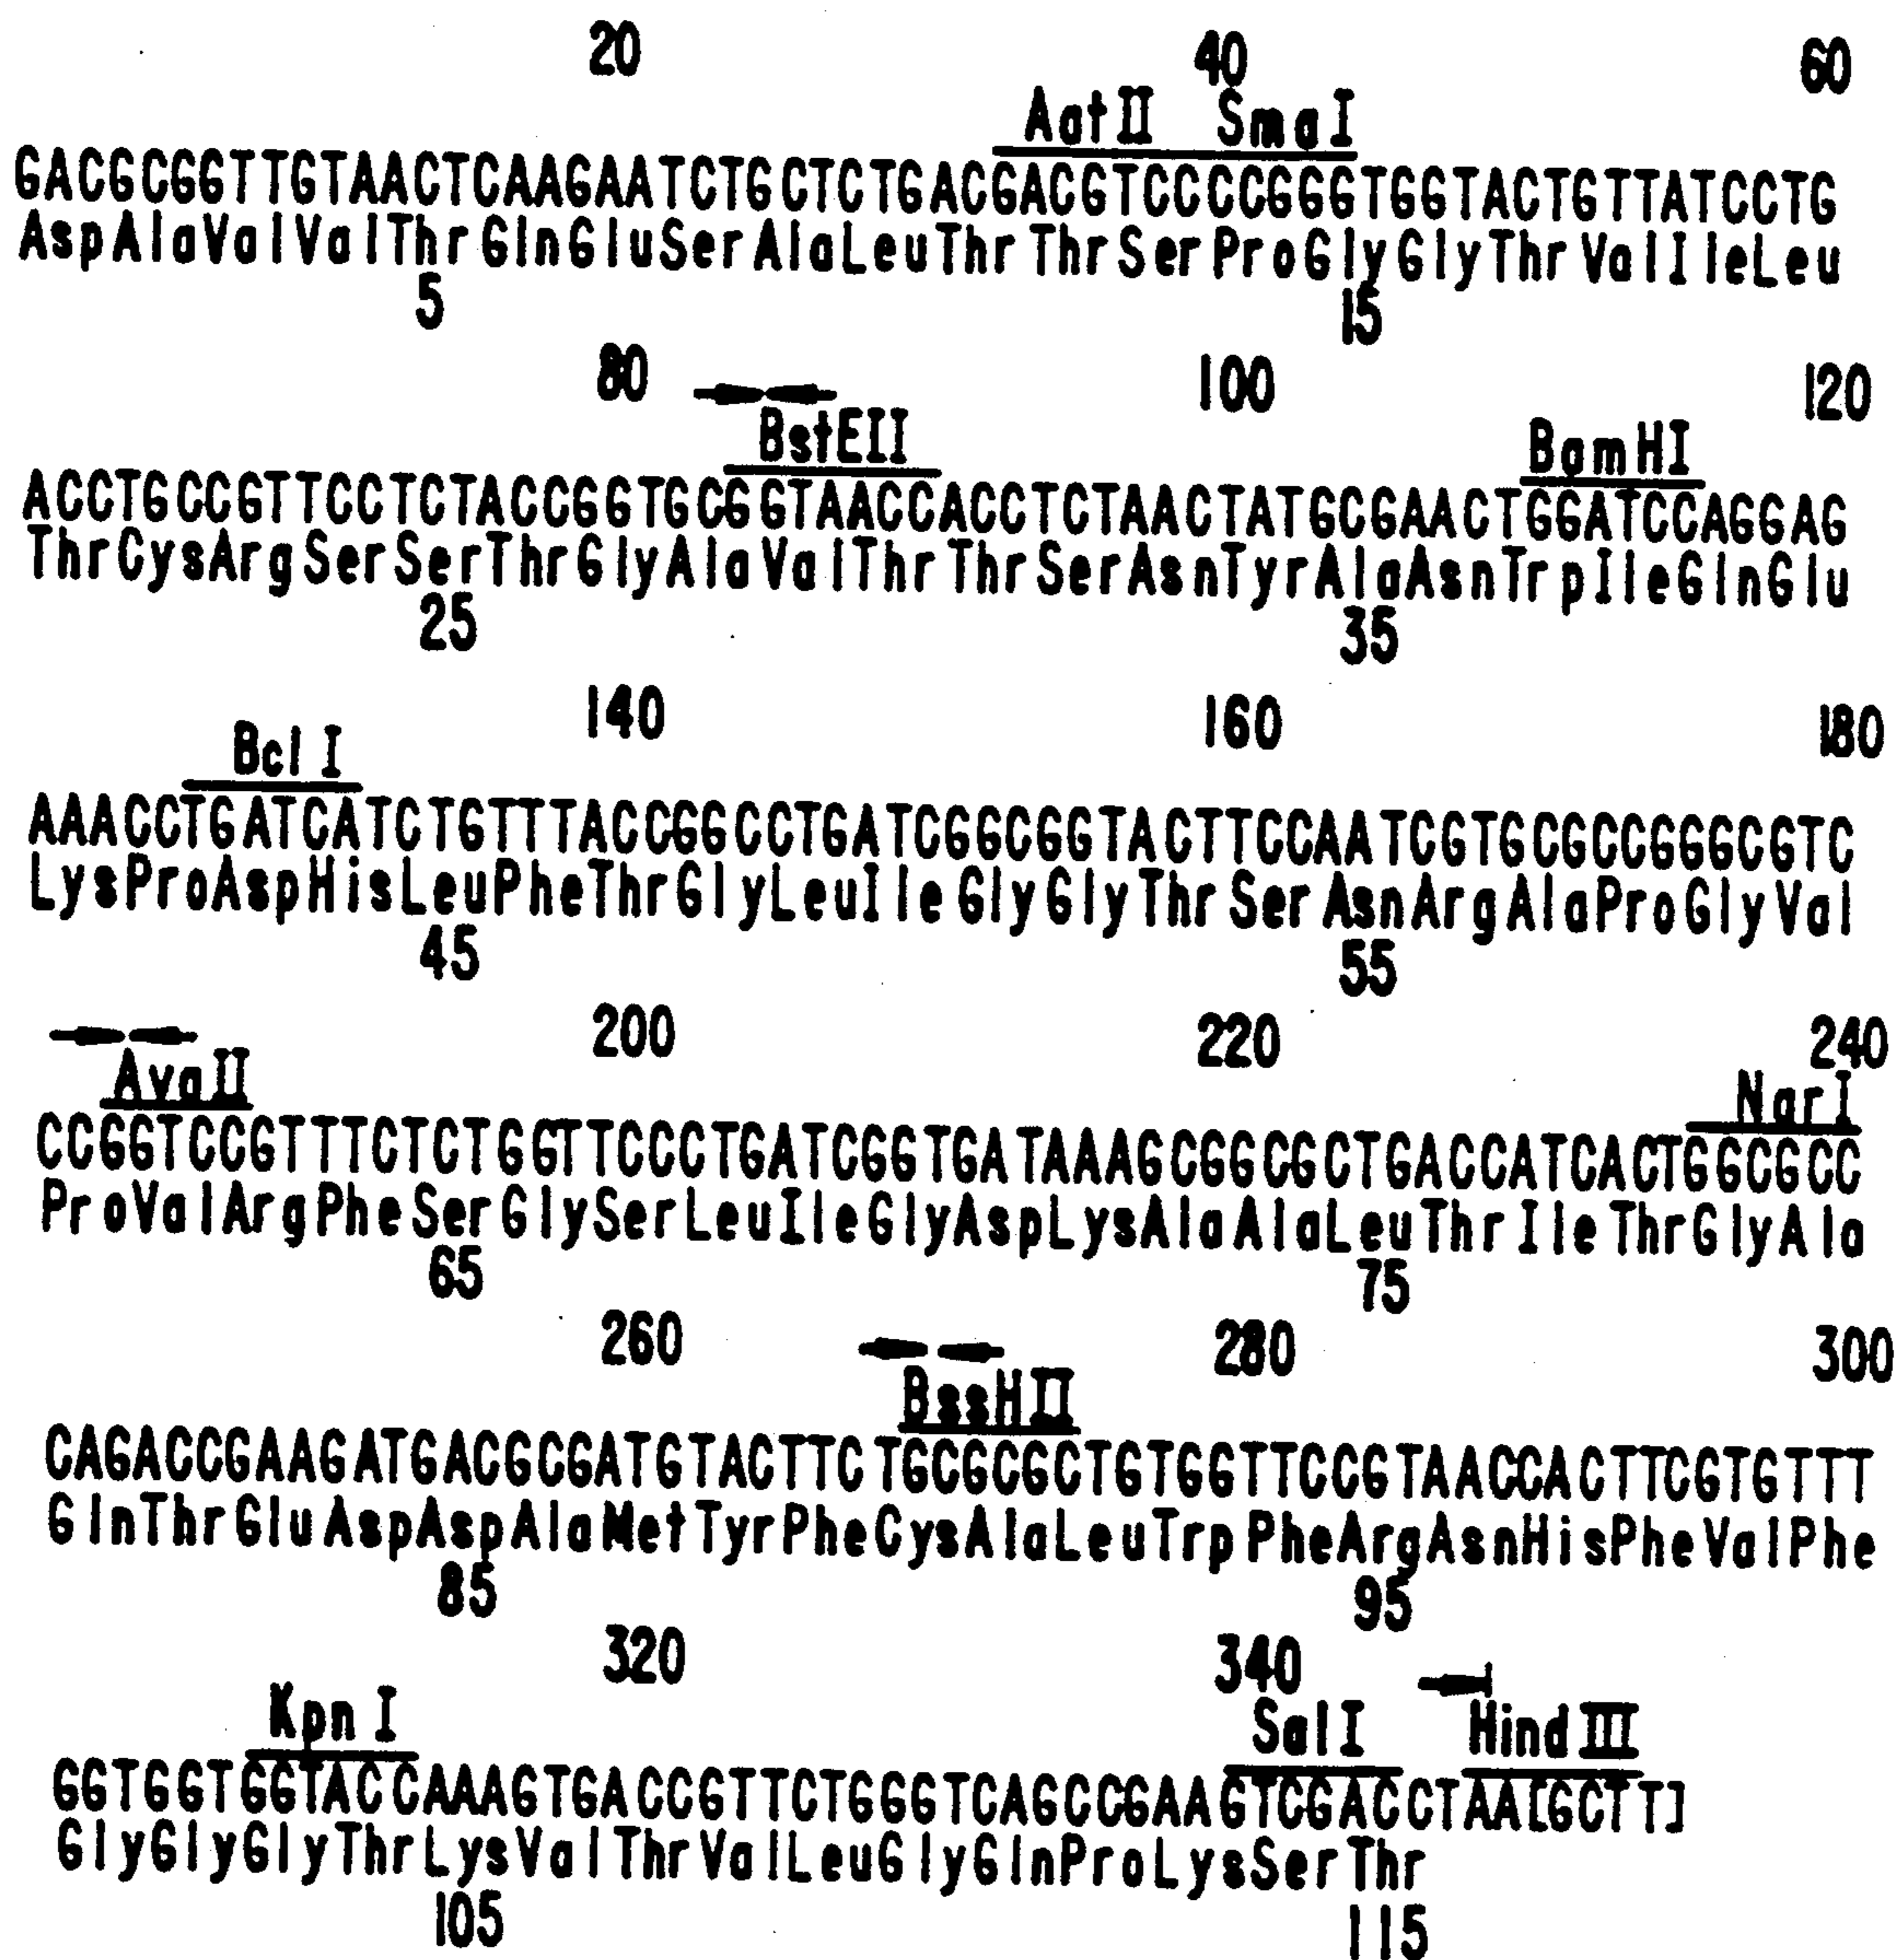 20 40 60
AatII SmaI
GACGCGGTTGTAACTCAAGAATCTGCTCTGACGACGTCCCCGGGTGGTACTGTTATCCTG
AspAlaValValThrGlnGluSerAlaLeuThrThrSerProGlyGlyThrValIleLeu
5 15
80 100 120
BstEII BamHI
ACCTGCCGTTCCTCTACCGGTGCGGTAACCACCTCTAACTATGCGAACTGGATCCAGGAG
ThrCysArgSerSerThrGlyAlaValThrThrSerAsnTyrAlaAsnTrpIleGlnGlu
25 35
140 160 180
Bcl I
AAACCTGATCATCTGTTTACCGGCCTGATCGGCGGTACTTCCAATCGTGCGCCGGGCGTC
LysProAspHisLeuPheThrGlyLeuIleGlyGlyThrSerAsnArgAlaProGlyVal
45 55
200 220 240
AvaII NarI
CCGGTCCGTTTCTCTGGTTCCCTGATCGGTGATAAAGCGGCGCTGACCATCACTGGCGCC
ProValArgPheSerGlySerLeuIleGlyAspLysAlaAlaLeuThrIleThrGlyAla
65 75
260 280 300
BssHII
CAGACCGAAGATGACGCGATGTACTTCTGCGCGCTGTGGTTCCGTAACCACTTCGTGTTT
GlnThrGluAspAspAlaMetTyrPheCysAlaLeuTrpPheArgAsnHisPheValPhe
85 95
320 340
Kpn I SalI HindIII
GGTGGTGGTACCAAAGTGACCGTTCTGGGTCAGCCGAAGTCGACCTAA[GCTT]
GlyGlyGlyThrLysValThrValLeuGlyGlnProLysSerThr
105 115